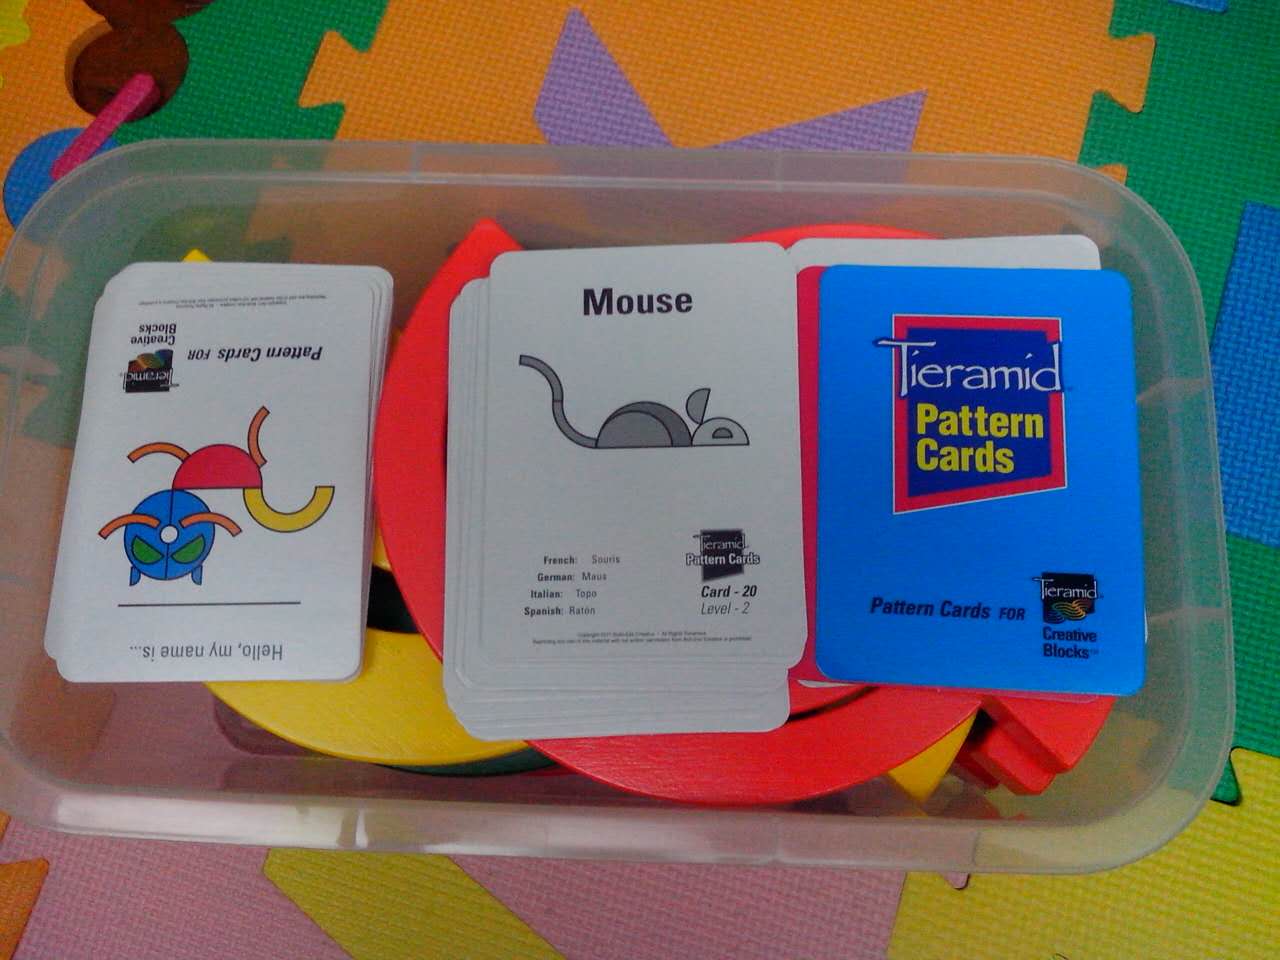 Pattern Cards FOR
Tieramid
Creative
Blocks
Hello, my name is...
Mouse
French: Souris
German: Maus
Italian: Topo
Spanish: Ratón
Tieramid
Pattern Cards
Card - 20
Level - 2
Tieramid
Pattern
Cards
Pattern Cards FOR
Tieramid
Creative
Blocks